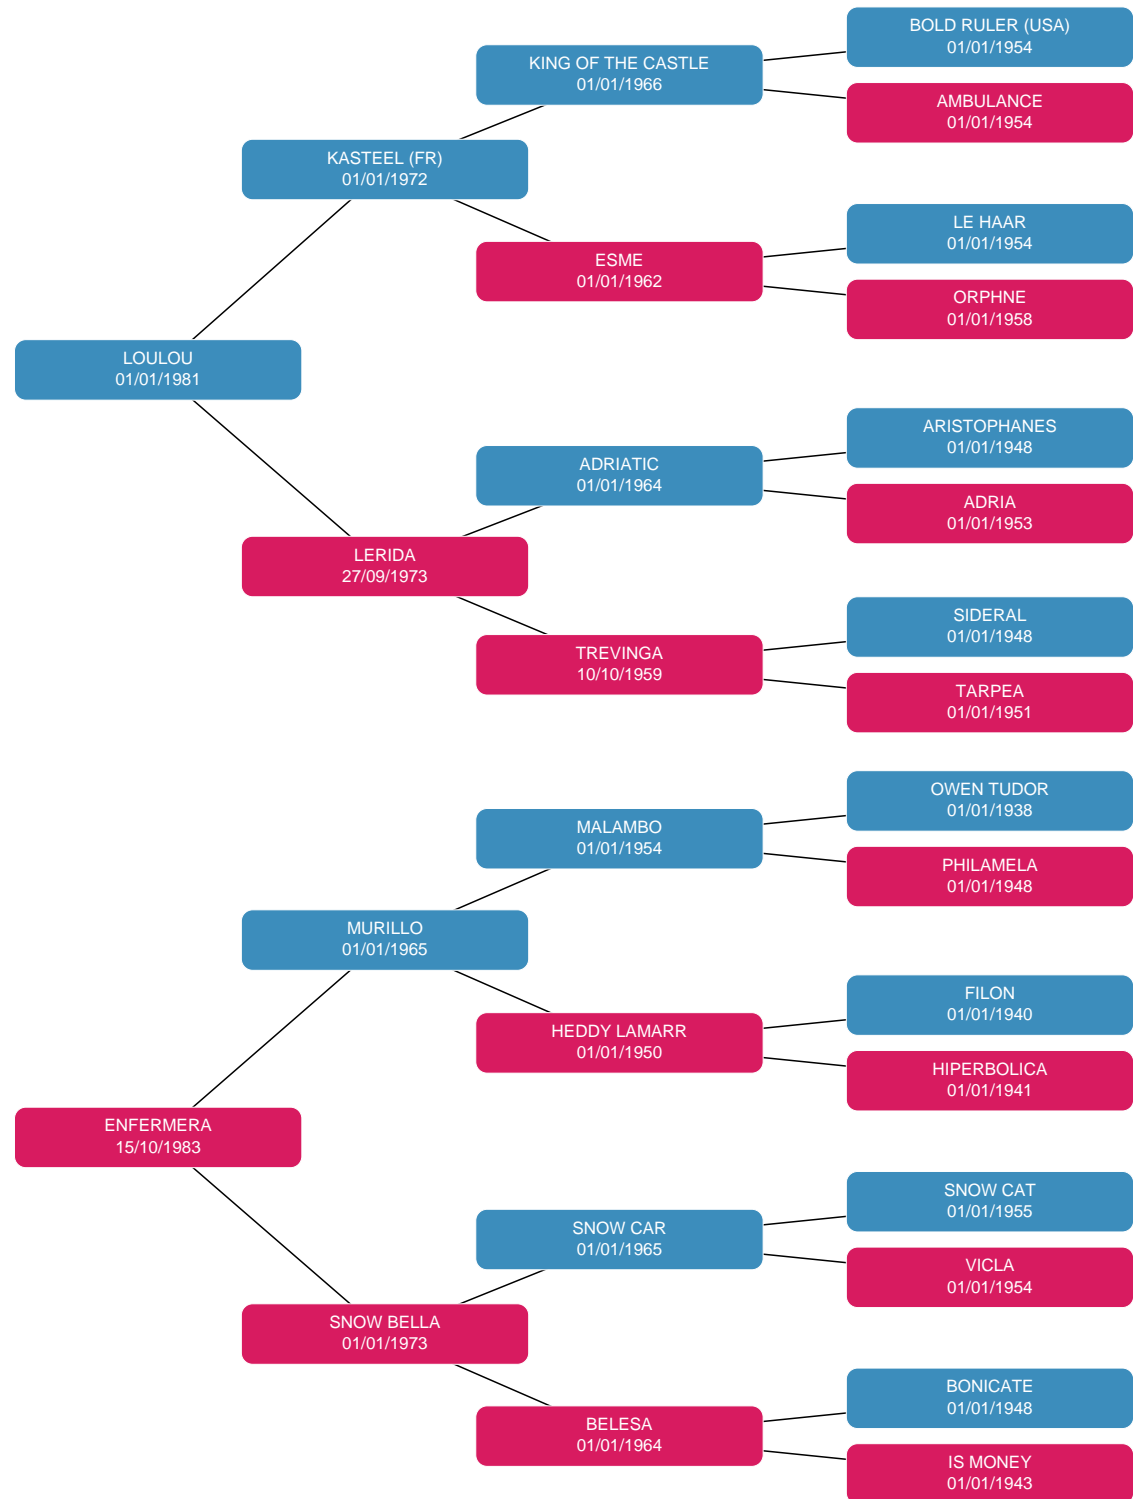 BOLD RULER (USA)
01/01/1954
KING OF THE CASTLE
01/01/1966
AMBULANCE
01/01/1954
KASTEEL (FR)
01/01/1972
LE HAAR
01/01/1954
ESME
01/01/1962
ORPHNE
01/01/1958
LOULOU
01/01/1981
ARISTOPHANES
01/01/1948
ADRIATIC
01/01/1964
ADRIA
01/01/1953
LERIDA
27/09/1973
SIDERAL
01/01/1948
TREVINGA
10/10/1959
TARPEA
01/01/1951
OWEN TUDOR
01/01/1938
MALAMBO
01/01/1954
PHILAMELA
01/01/1948
MURILLO
01/01/1965
FILON
01/01/1940
HEDDY LAMARR
01/01/1950
HIPERBOLICA
01/01/1941
ENFERMERA
15/10/1983
SNOW CAT
01/01/1955
SNOW CAR
01/01/1965
VICLA
01/01/1954
SNOW BELLA
01/01/1973
BONICATE
01/01/1948
BELESA
01/01/1964
IS MONEY
01/01/1943